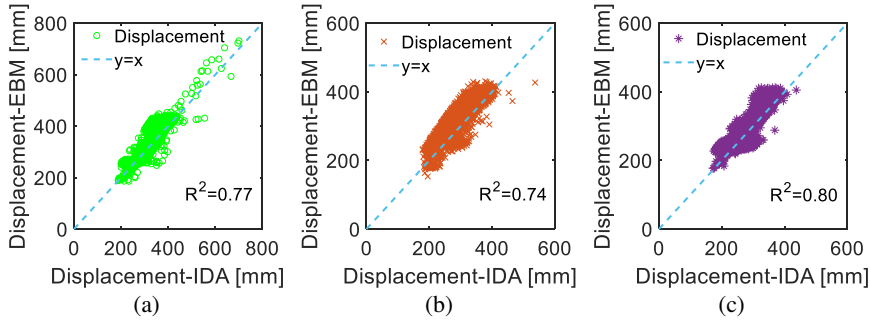 Displacement-EBM [mm]
800
600
400
200
0
Displacement
y=x
R²=0.77
0 200 400 600 800
Displacement-IDA [mm]
(a)
Displacement-EBM [mm]
600
400
200
0
Displacement
y=x
R²=0.74
0 200 400 600
Displacement-IDA [mm]
(b)
Displacement-EBM [mm]
600
400
200
0
Displacement
y=x
R²=0.80
0 200 400 600
Displacement-IDA [mm]
(c)